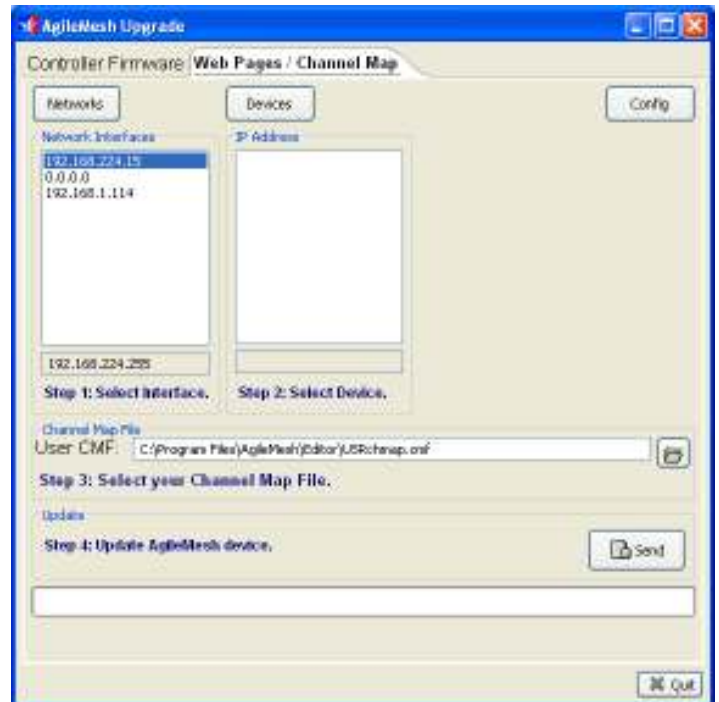 AgileMesh Upgrade
Controller Firmware Web Pages / Channel Map
Networks Devices Config
Network Interfaces IP Address
192.168.224.15
0.0.0.0
192.168.1.114
192.168.224.255
Step 1: Select Interface. Step 2: Select Device.
Channel Map File
User CMF: C:\Program Files\AgileMesh\Editor\USRchmap.cmf
Step 3: Select your Channel Map File.
Update
Step 4: Update AgileMesh device.
Send
Quit